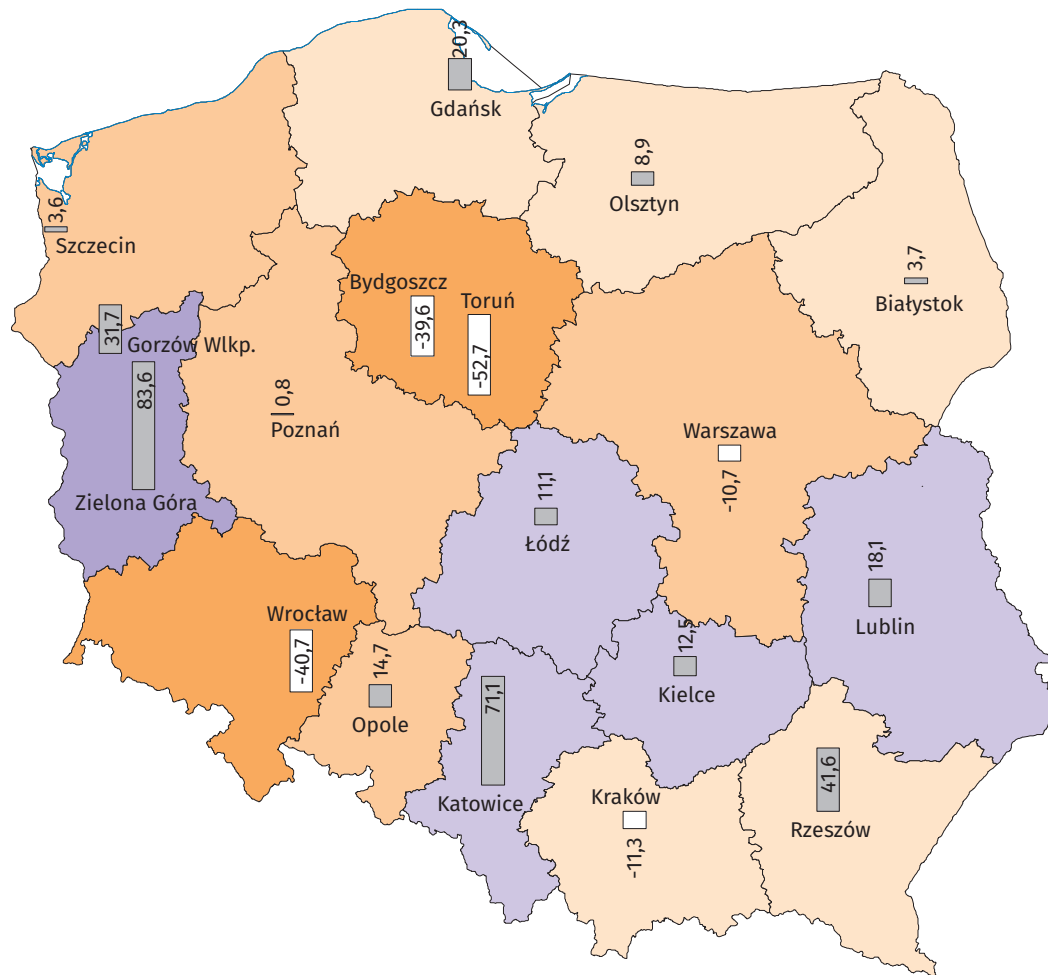 20,3
Gdańsk
8,9
Olsztyn
3,6
Szczecin
3,7
Białystok
Bydgoszcz
-39,6
Toruń
-52,7
31,7
Gorzów Wlkp.
83,6
Zielona Góra
0,8
Poznań
Warszawa
-10,7
11,1
Łódź
18,1
Lublin
Wrocław
-40,7
14,7
Opole
71,1
Katowice
12,5
Kielce
Kraków
-11,3
41,6
Rzeszów